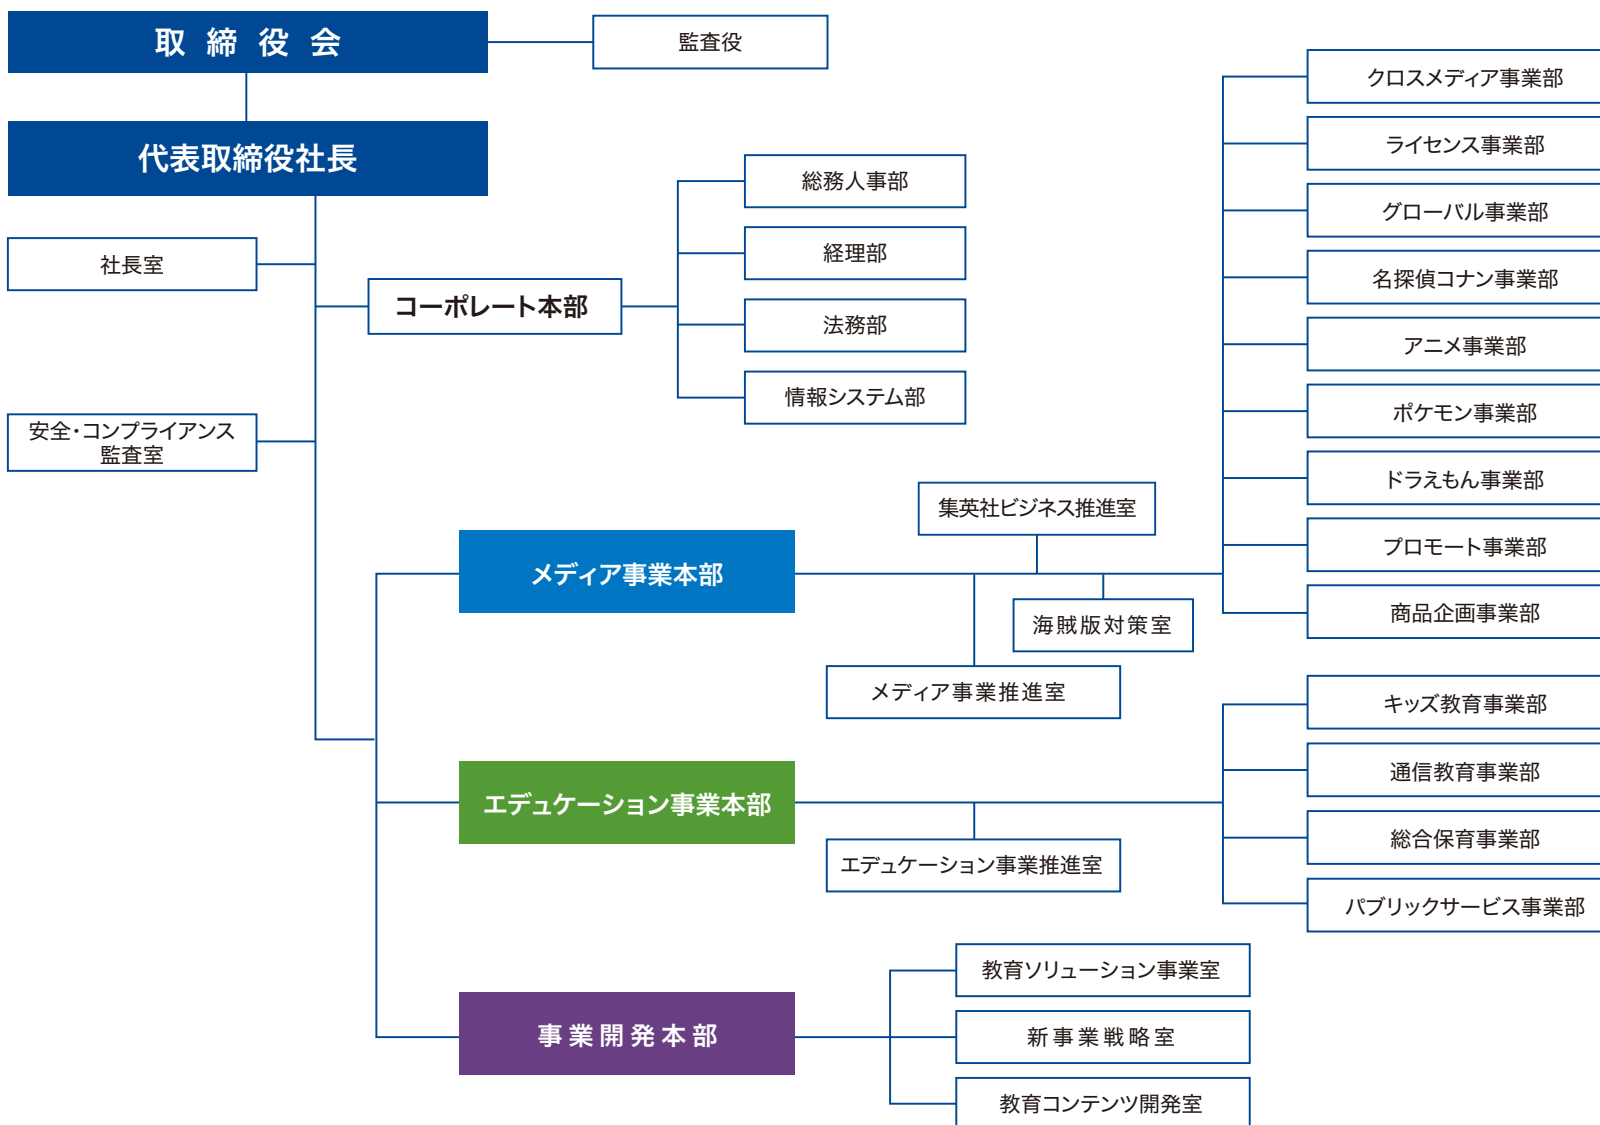 取締役会
監査役
代表取締役社長
社長室
安全・コンプライアンス
監査室
コーポレート本部
総務人事部
経理部
法務部
情報システム部
メディア事業本部
集英社ビジネス推進室
海賊版対策室
メディア事業推進室
クロスメディア事業部
ライセンス事業部
グローバル事業部
名探偵コナン事業部
アニメ事業部
ポケモン事業部
ドラえもん事業部
プロモート事業部
商品企画事業部
エデュケーション事業本部
エデュケーション事業推進室
キッズ教育事業部
通信教育事業部
総合保育事業部
パブリックサービス事業部
事業開発本部
教育ソリューション事業室
新事業戦略室
教育コンテンツ開発室